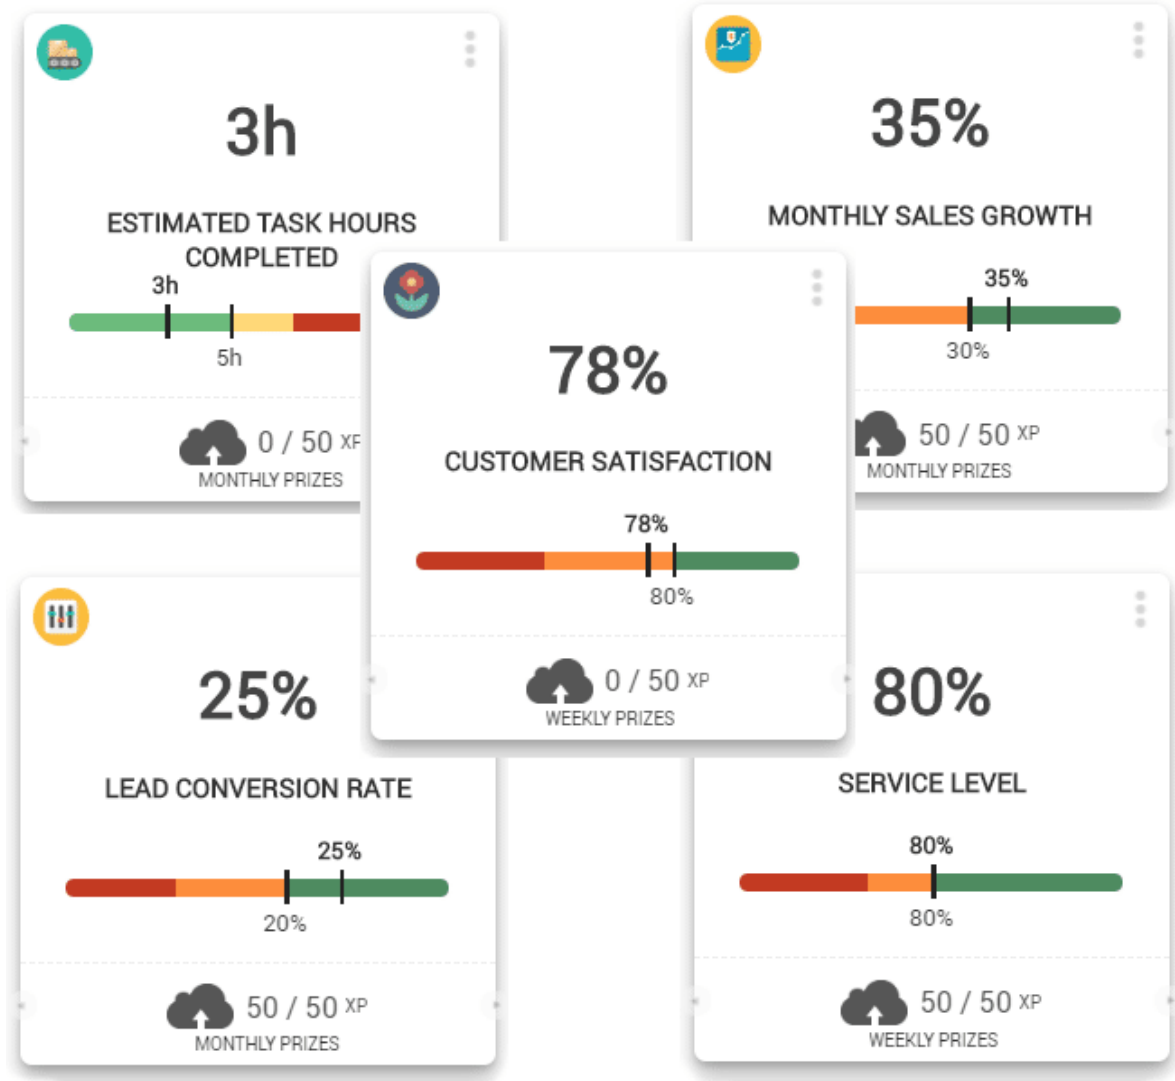 3h
ESTIMATED TASK HOURS
COMPLETED
3h
5h
0 / 50 XP
MONTHLY PRIZES
35%
MONTHLY SALES GROWTH
35%
30%
50 / 50 XP
MONTHLY PRIZES
78%
CUSTOMER SATISFACTION
78%
80%
0 / 50 XP
WEEKLY PRIZES
25%
LEAD CONVERSION RATE
25%
20%
50 / 50 XP
MONTHLY PRIZES
80%
SERVICE LEVEL
80%
80%
50 / 50 XP
WEEKLY PRIZES